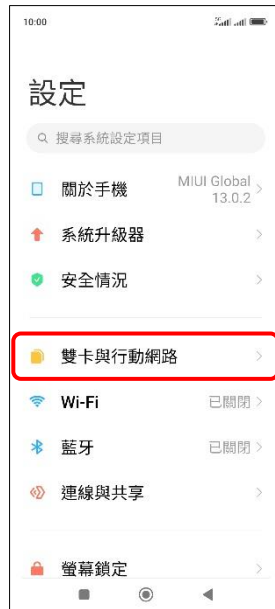 10:00
設定
搜尋系統設定項目
關於手機
MIUI Global
13.0.2
系統升級器
安全情況
雙卡與行動網路
Wi-Fi
已關閉
藍牙
已關閉
連線與共享
螢幕鎖定